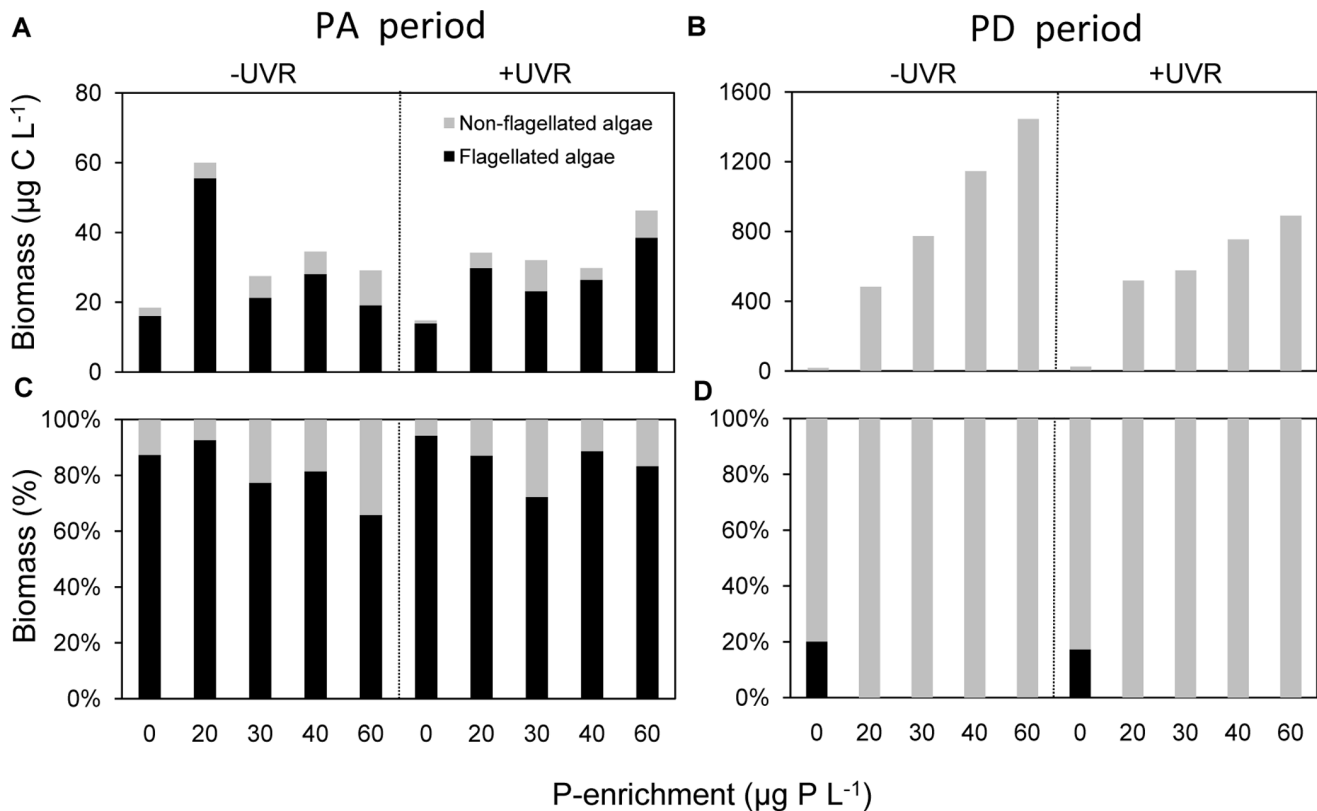 A PA period
-UVR +UVR
Biomass (µg C L-1)
80
60
40
20
0
Non-flagellated algae
Flagellated algae
B PD period
-UVR +UVR
1600
1200
800
400
0
C
Biomass (%)
100%
80%
60%
40%
20%
0%
0 20 30 40 60 0 20 30 40 60
D
100%
80%
60%
40%
20%
0%
0 20 30 40 60 0 20 30 40 60
P-enrichment (µg P L-1)